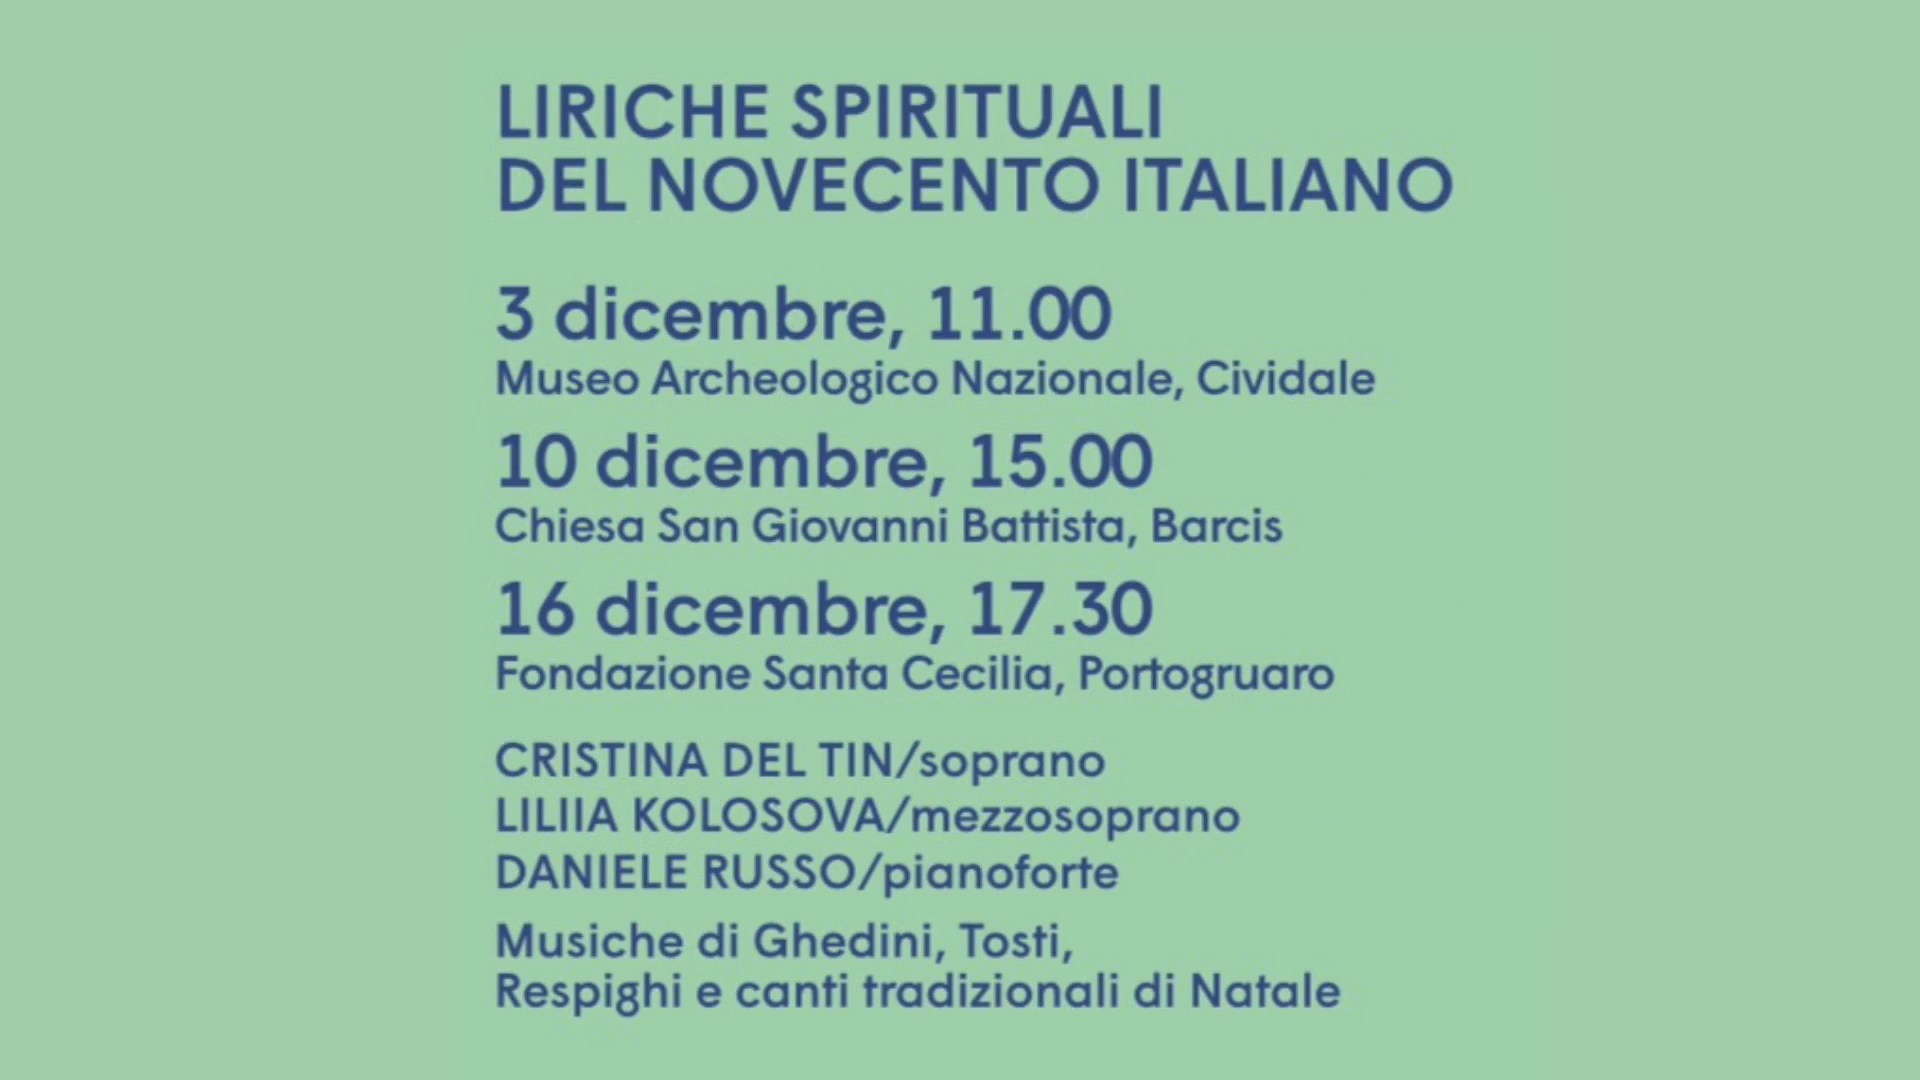 LIRICHE SPIRITUALI
DEL NOVECENTO ITALIANO
3 dicembre, 11.00
Museo Archeologico Nazionale, Cividale
10 dicembre, 15.00
Chiesa San Giovanni Battista, Barcis
16 dicembre, 17.30
Fondazione Santa Cecilia, Portogruaro
CRISTINA DEL TIN/soprano
LILIIA KOLOSOVA/mezzosoprano
DANIELE RUSSO/pianoforte
Musiche di Ghedini, Tosti,
Respighi e canti tradizionali di Natale